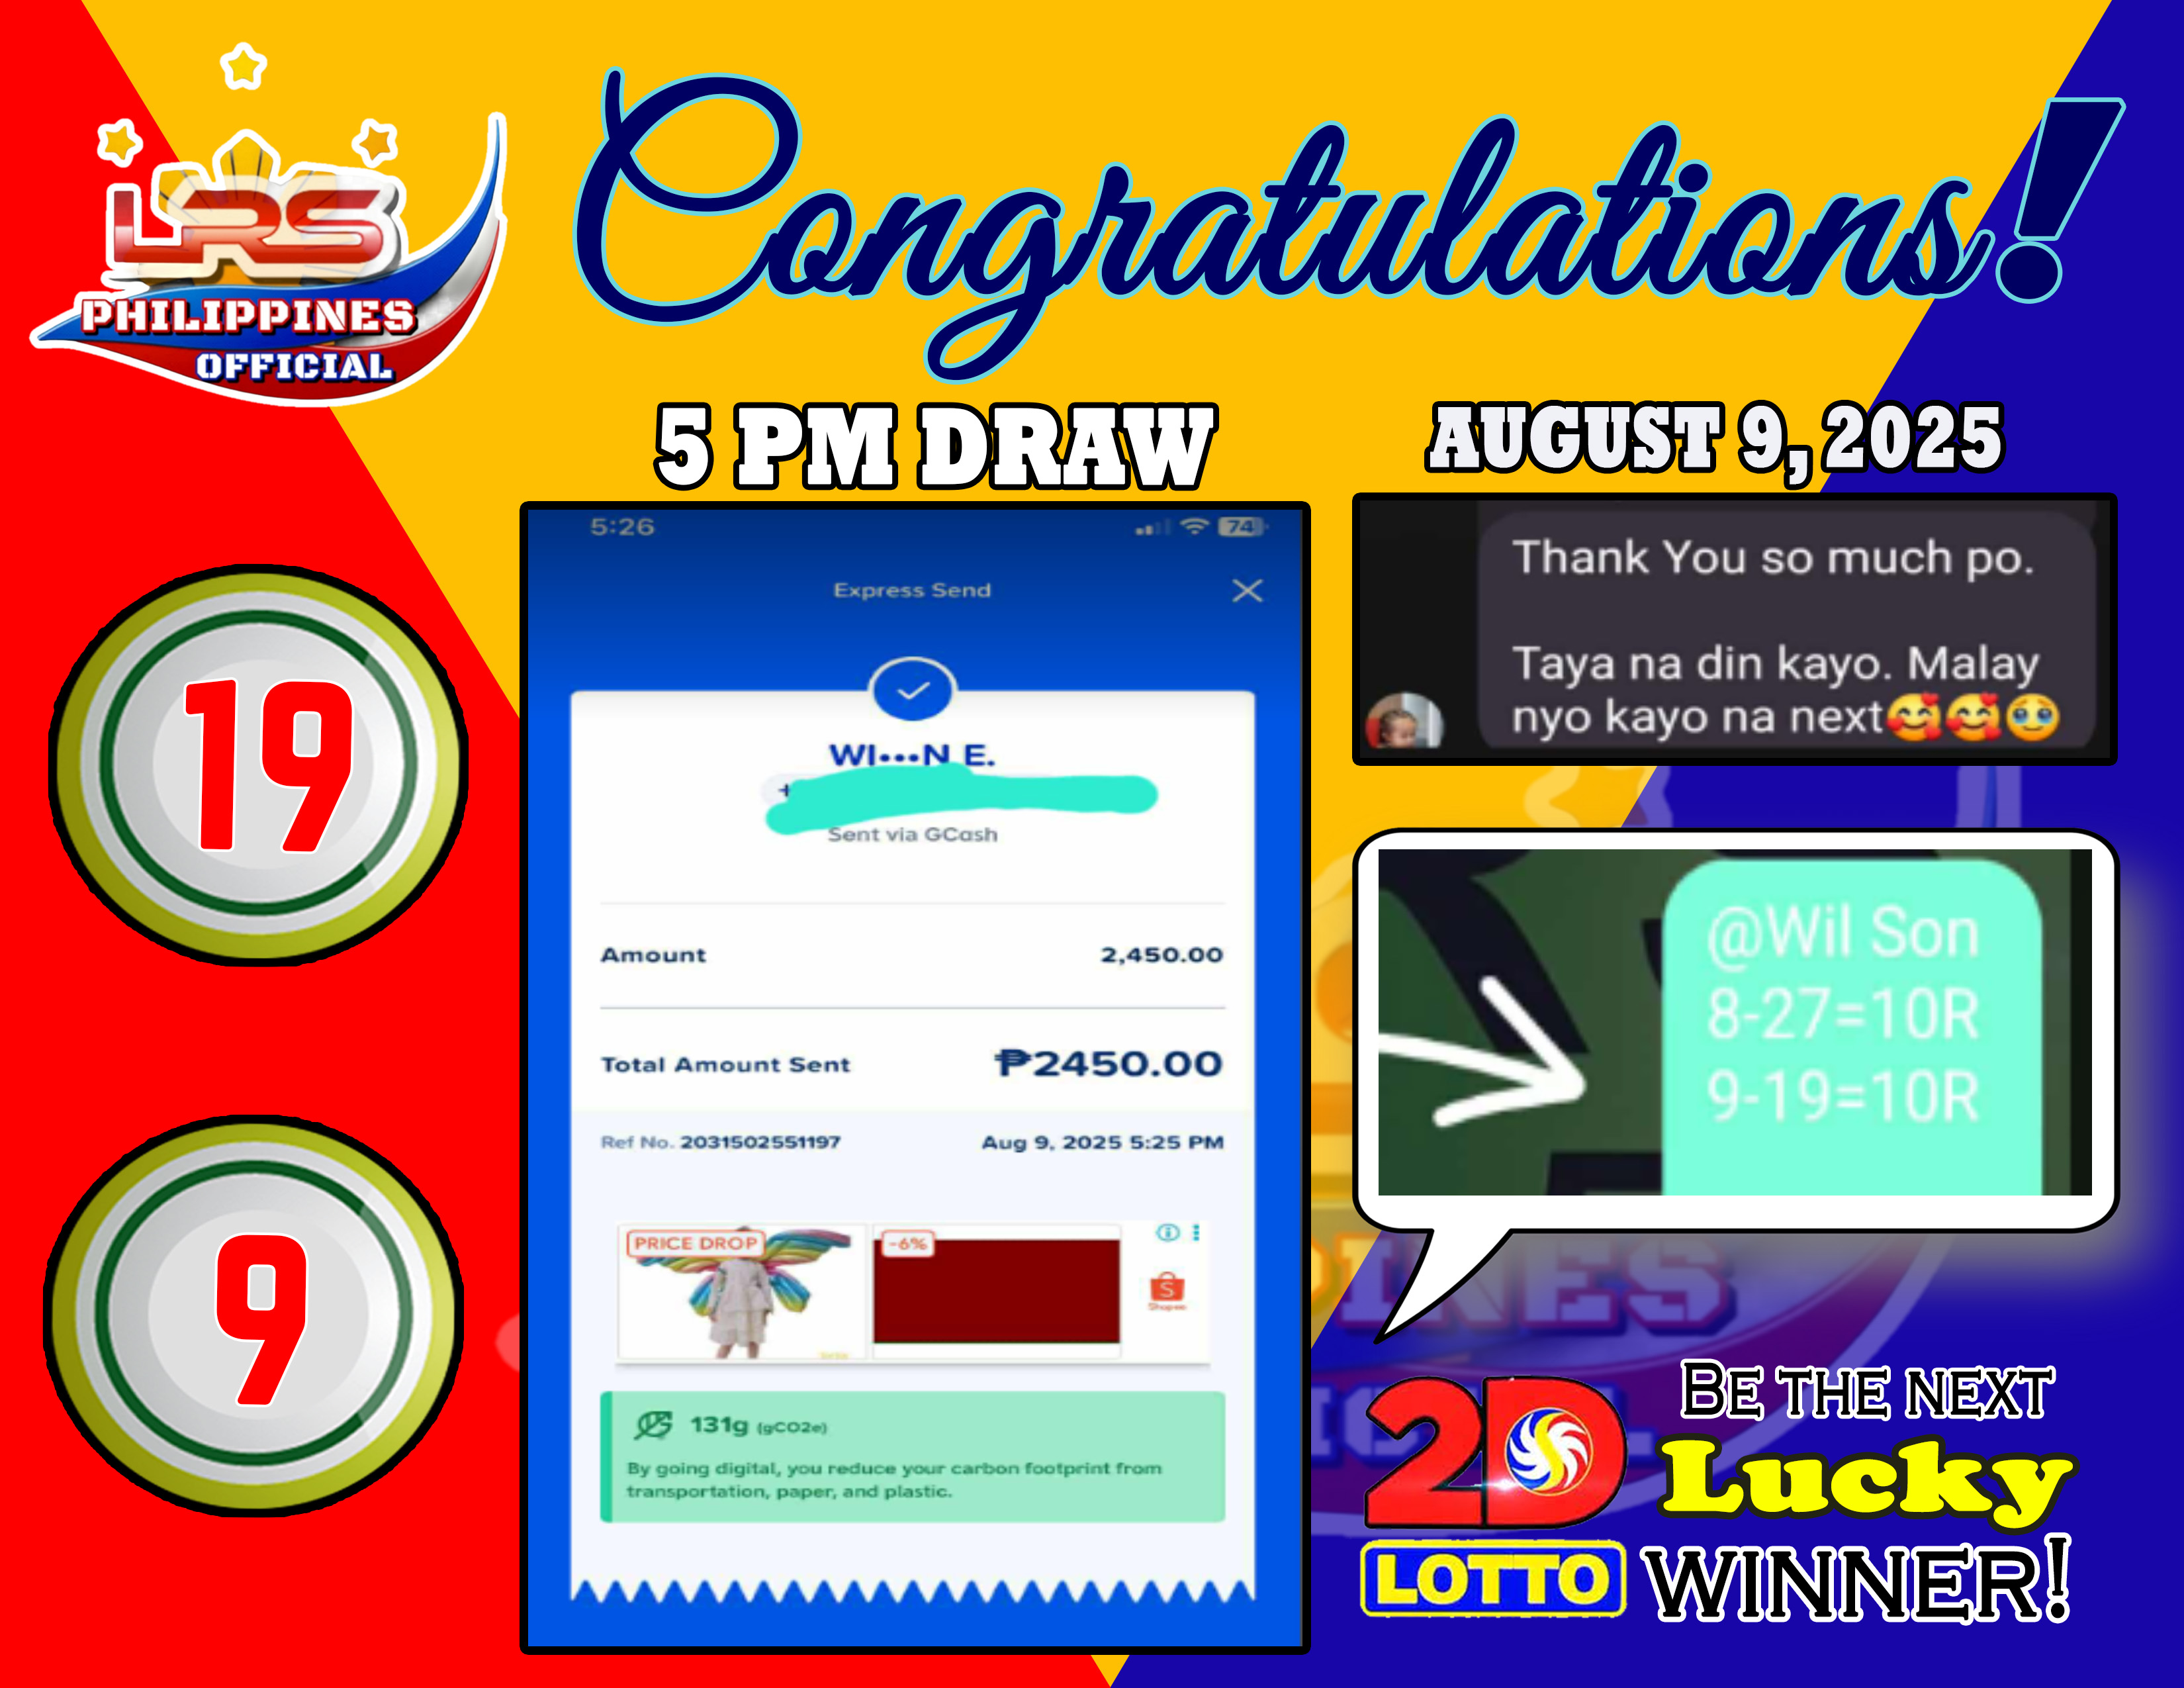 LRS
PHILIPPINES
OFFICIAL
Congratulations!
5 PM DRAW
AUGUST 9, 2025
19
9
5:26
74
Express Send
WI•••N E.
+
Sent via GCash
Amount 2,450.00
Total Amount Sent ₱2450.00
Ref No. 2031502551197 Aug 9, 2025 5:25 PM
PRICE DROP
-6%
Shopee
131g (gCO2e)
By going digital, you reduce your carbon footprint from
transportation, paper, and plastic.
Thank You so much po.
Taya na din kayo. Malay
nyo kayo na next🥰🥰🥹
@Wil Son
8-27=10R
9-19=10R
2D
LOTTO
BE THE NEXT
Lucky
WINNER!